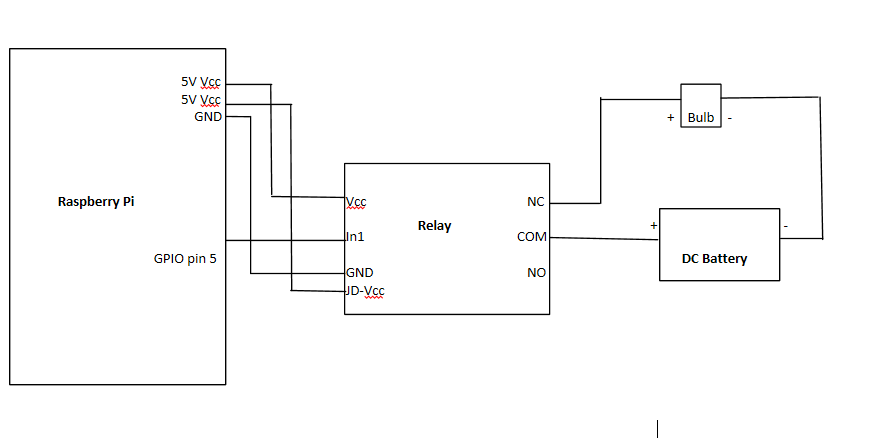 5V Vcc
5V Vcc
GND
Raspberry Pi
GPIO pin 5
Vcc
In1
GND
JD-Vcc
Relay
NC
COM
NO
+ Bulb -
+ -
DC Battery